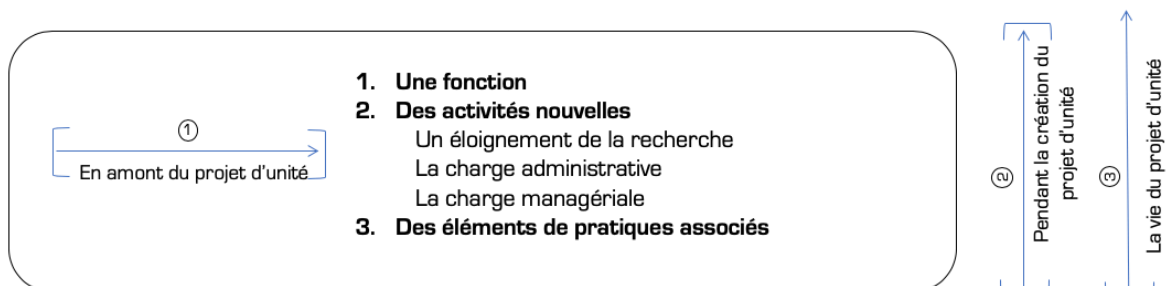 ①
En amont du projet d'unité
1. Une fonction
2. Des activités nouvelles
Un éloignement de la recherche
La charge administrative
La charge managériale
3. Des éléments de pratiques associés
②
Pendant la création du
projet d'unité
③
La vie du projet d'unité